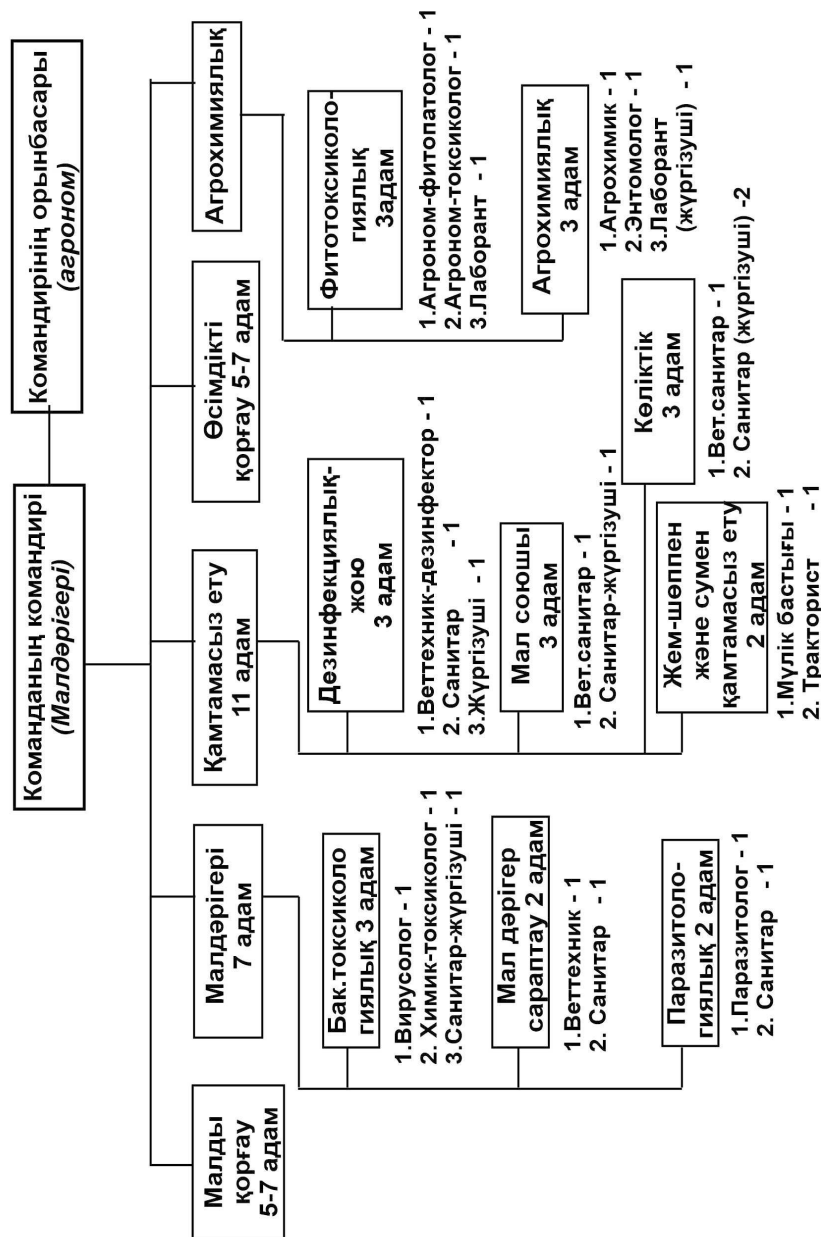 Команданың командирі
(Малдәрігері)
Командирінің орынбасары
(агроном)
Малды
қорғау
5-7 адам
Малдәрігері
7 адам
Қамтамасыз ету
11 адам
Өсімдікті
қорғау 5-7 адам
Агрохимиялық
Бак.токсиколо
гиялық 3 адам
1.Вирусолог - 1
2. Химик-токсиколог - 1
3.Санитар-жүргізуші - 1
Мал дәрігер
сараптау 2 адам
1.Веттехник - 1
2. Санитар - 1
Паразитоло-
гиялық 2 адам
1.Паразитолог - 1
2. Санитар - 1
Дезинфекциялық-
жою
3 адам
1.Веттехник-дезинфектор - 1
2. Санитар - 1
3.Жүргізуші - 1
Мал союшы
3 адам
1.Вет.санитар - 1
2. Санитар-жүргізуші - 1
Көліктік
3 адам
1.Вет.санитар - 1
2. Санитар (жүргізуші) -2
Жем-шөппен
және сумен
қамтамасыз ету
2 адам
1.Мүлік бастығы - 1
2. Тракторист - 1
Фитотоксиколо-
гиялық
3адам
1.Агроном-фитопатолог - 1
2.Агроном-токсиколог - 1
3.Лаборант - 1
Агрохимиялық
3 адам
1.Агрохимик - 1
2.Энтомолог - 1
3.Лаборант
(жүргізуші) - 1